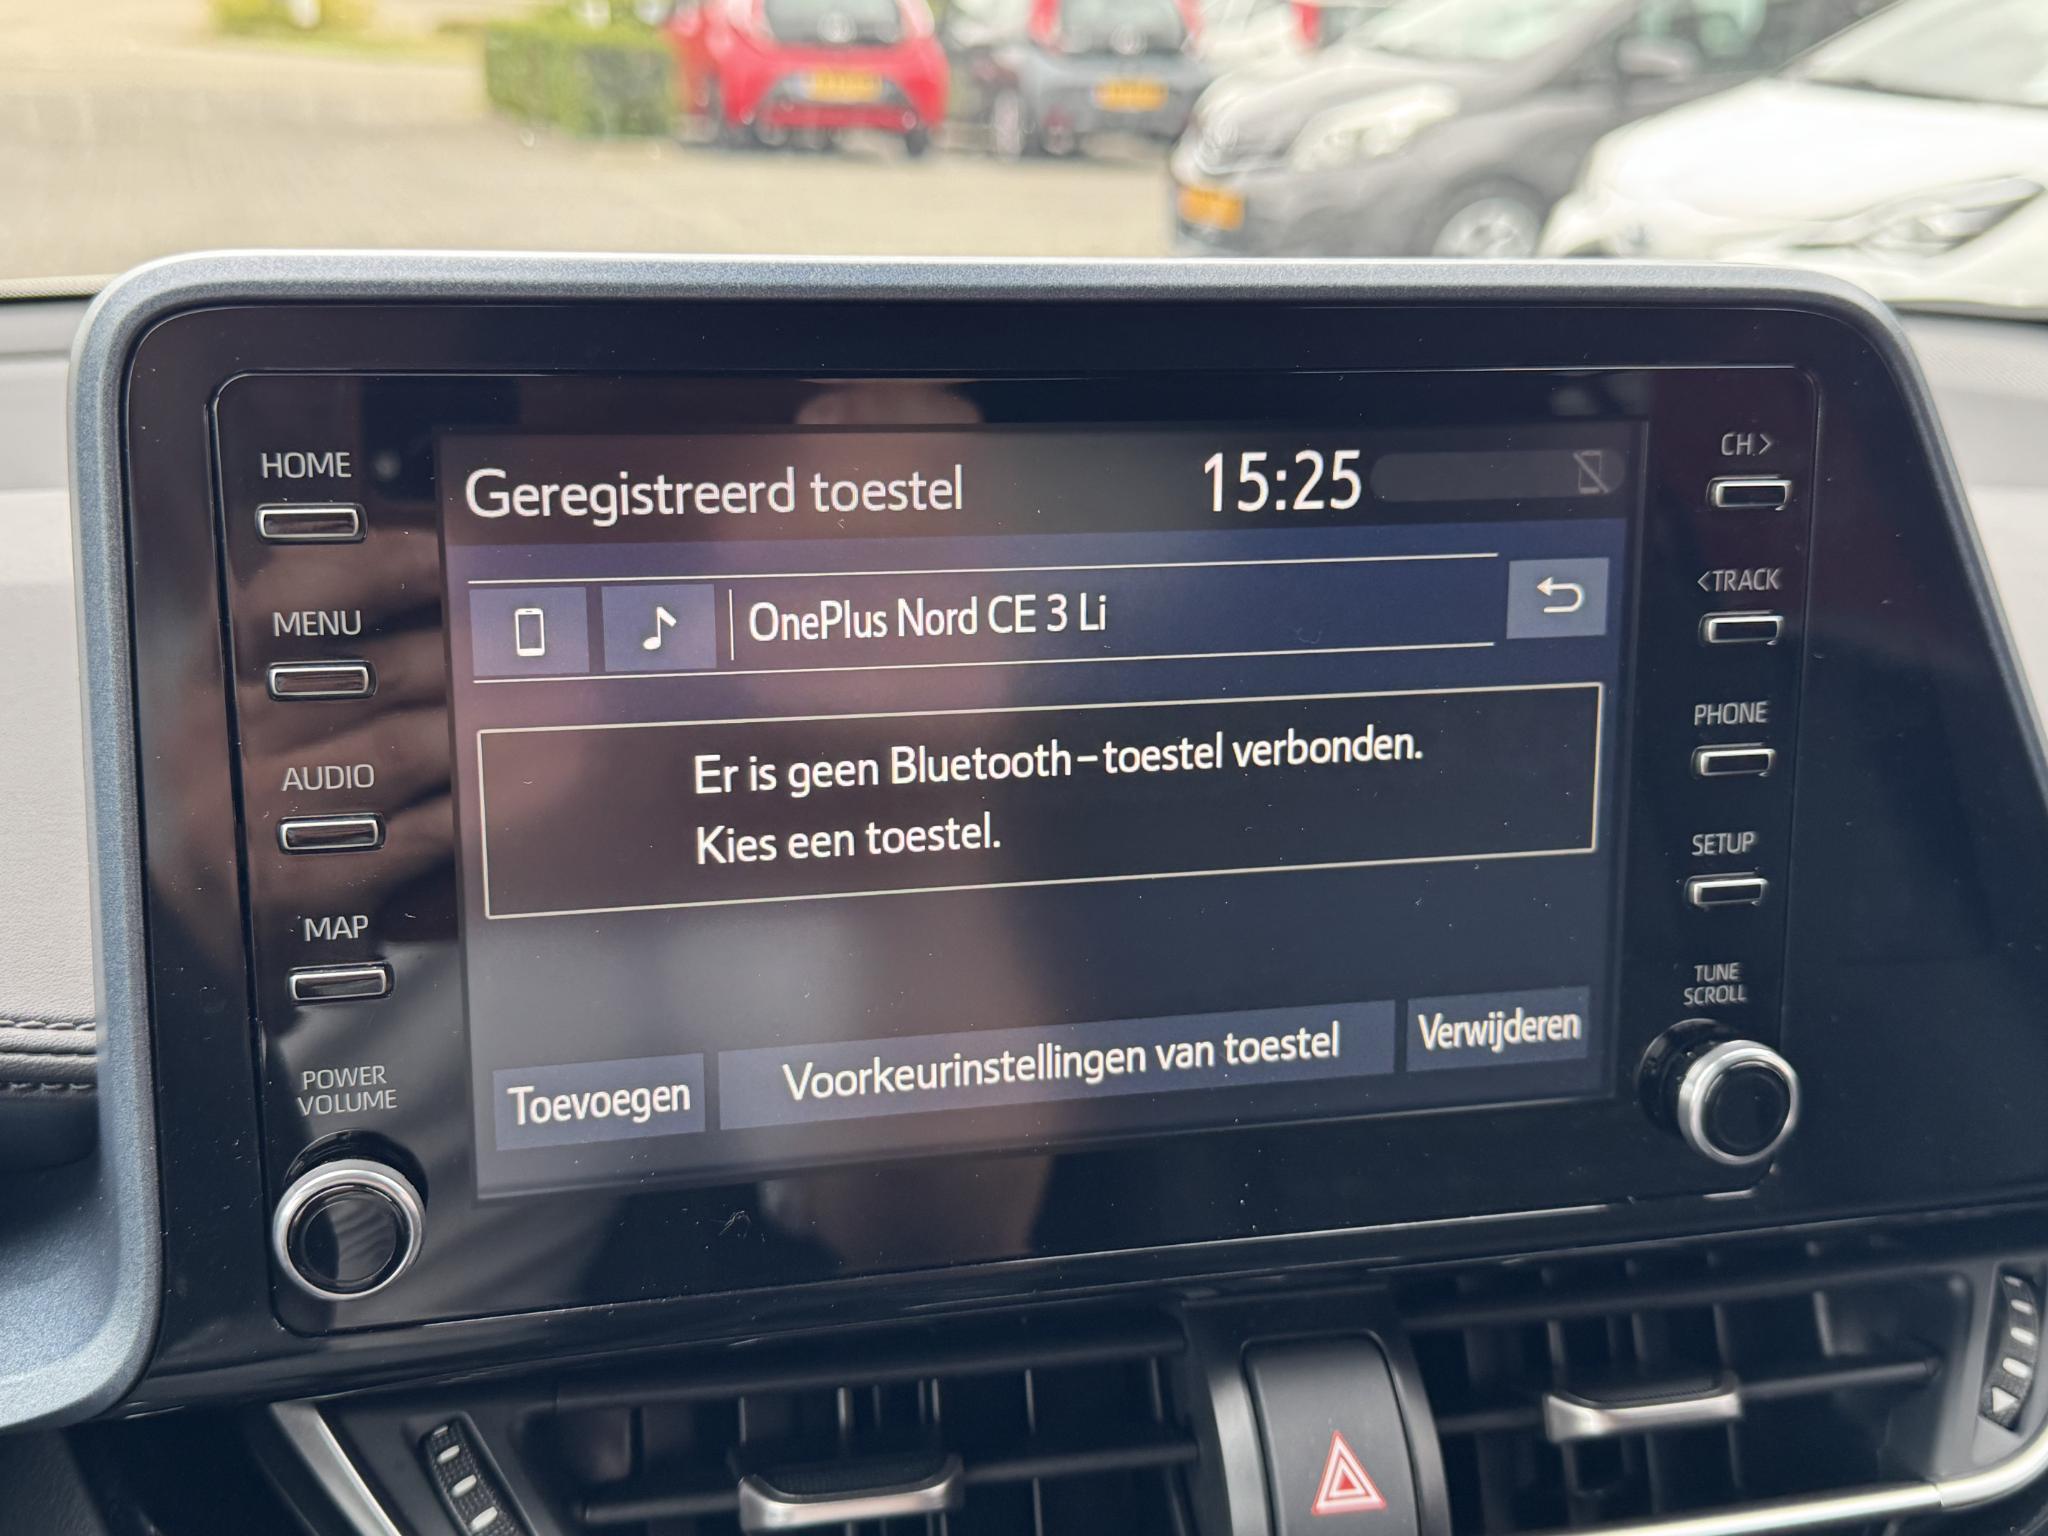 HOME
MENU
AUDIO
MAP
POWER
VOLUME
Geregistreerd toestel
15:25
OnePlus Nord CE 3 Li
Er is geen Bluetooth-toestel verbonden.
Kies een toestel.
Toevoegen
Voorkeurinstellingen van toestel
Verwijderen
CH >
< TRACK
PHONE
SETUP
TUNE
SCROLL